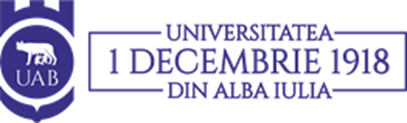 UAB
UNIVERSITATEA
1 DECEMBRIE 1918
DIN ALBA IULIA